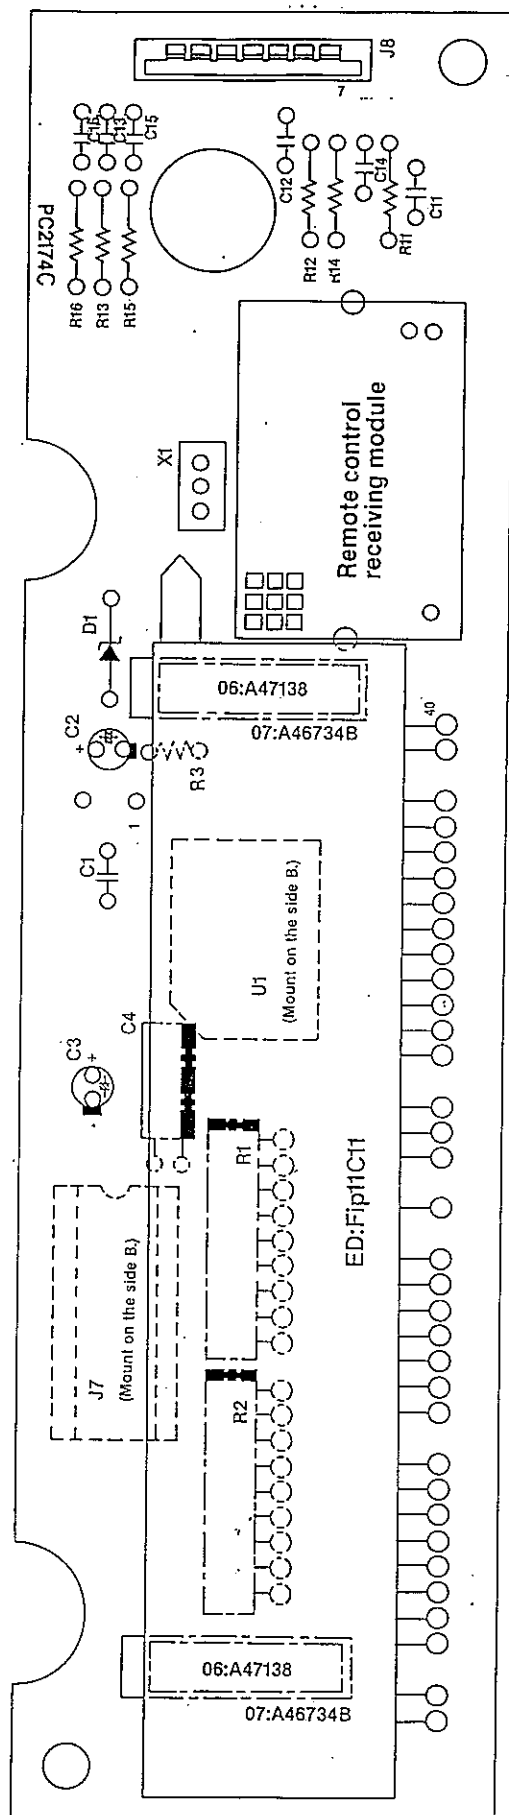 J8
7
C16
C13
C15
C12
C14
C11
PC2174C
R16
R13
R15
R12
R14
R11
X1
Remote control
receiving module
D1
06:A47138
07:A46734B
40
C2
+
R3
1
C1
U1
(Mount on the side B.)
C4
C3
+
R1
ED:Fip11C11
J7
(Mount on the side B.)
R2
06:A47138
07:A46734B